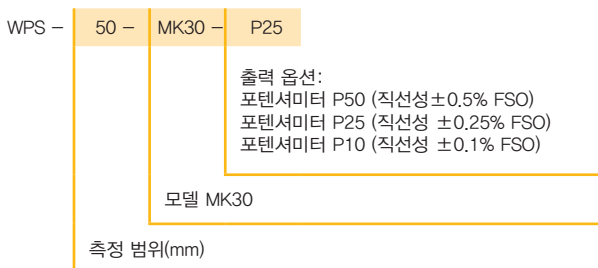 WPS - 50 - MK30 - P25
출력 옵션:
포텐셔미터 P50 (직선성±0.5% FSO)
포텐셔미터 P25 (직선성 ±0.25% FSO)
포텐셔미터 P10 (직선성 ±0.1% FSO)
모델 MK30
측정 범위(mm)